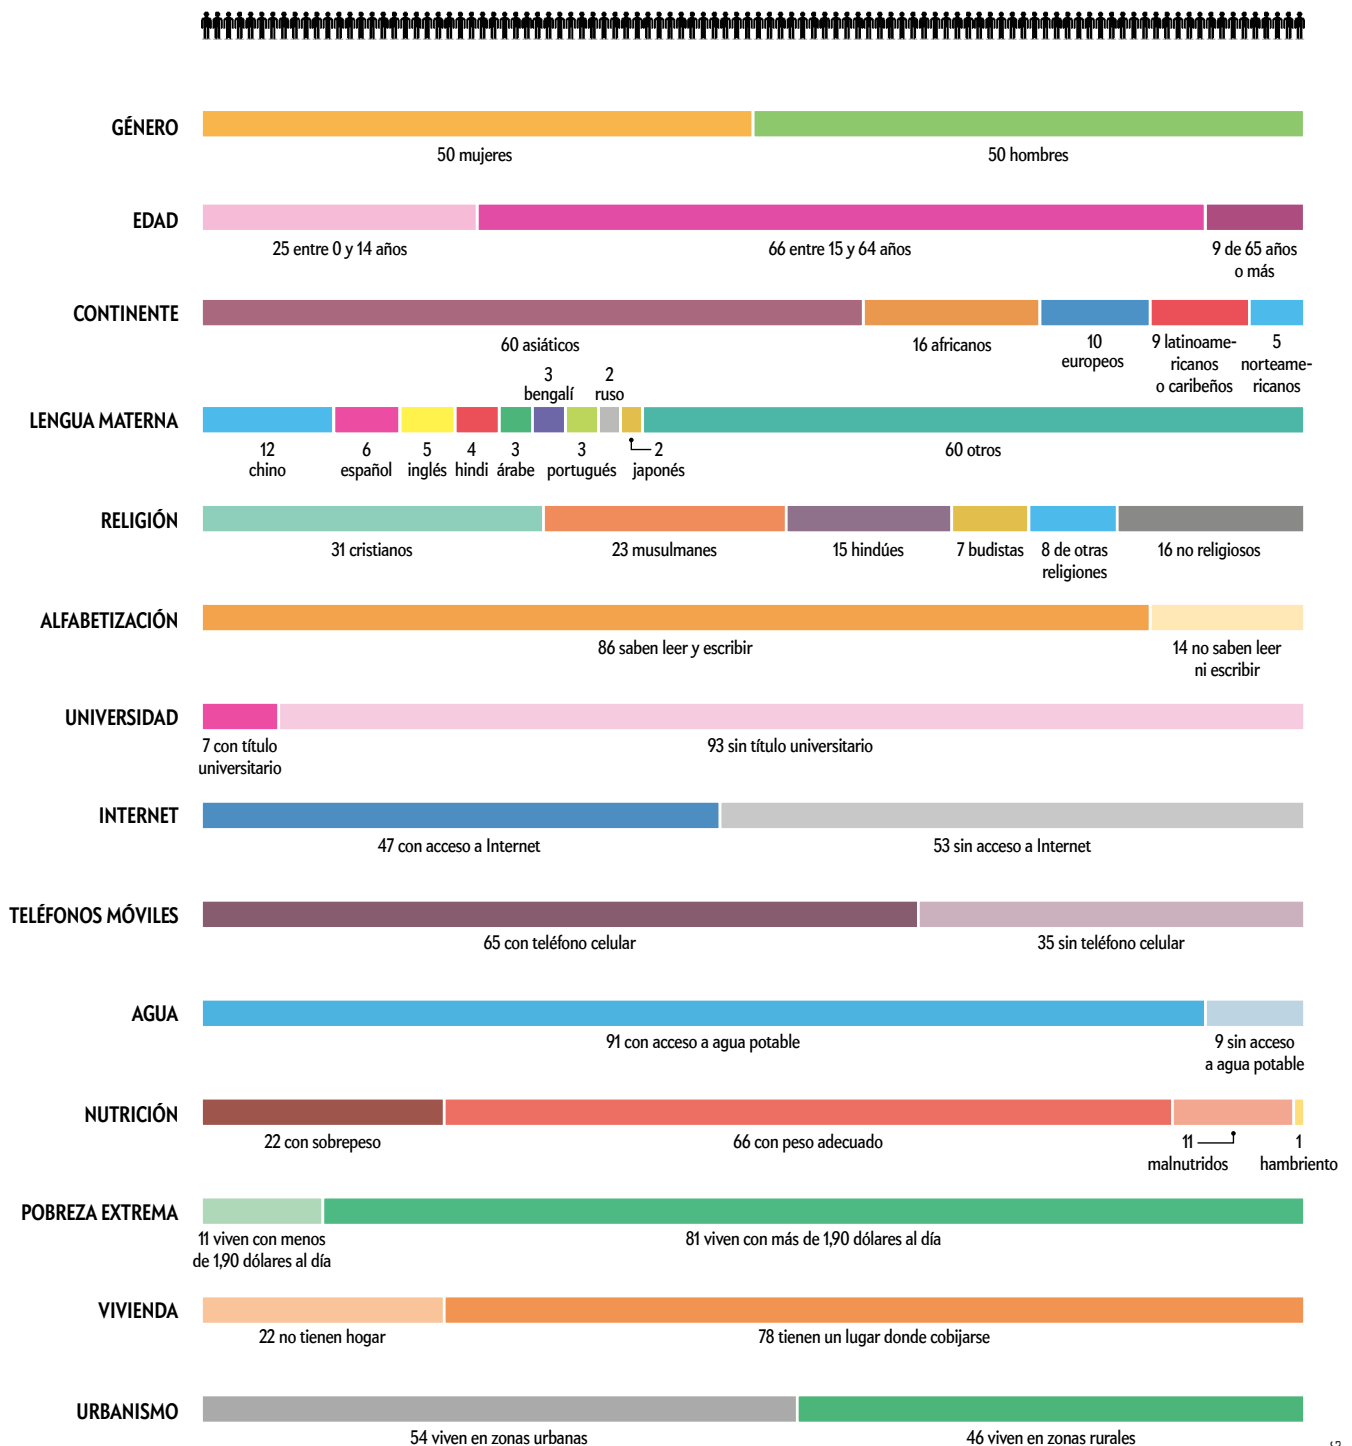 GÉNERO
50 mujeres
50 hombres
EDAD
25 entre 0 y 14 años
66 entre 15 y 64 años
9 de 65 años
o más
CONTINENTE
60 asiáticos
16 africanos
10
europeos
9 latinoame-
ricanos
o caribeños
5
norteame-
ricanos
LENGUA MATERNA
12
chino
6
español
5
inglés
4
hindi
3
árabe
3
bengalí
3
portugués
2
ruso
2
japonés
60 otros
RELIGIÓN
31 cristianos
23 musulmanes
15 hindúes
7 budistas
8 de otras
religiones
16 no religiosos
ALFABETIZACIÓN
86 saben leer y escribir
14 no saben leer
ni escribir
UNIVERSIDAD
7 con título
universitario
93 sin título universitario
INTERNET
47 con acceso a Internet
53 sin acceso a Internet
TELÉFONOS MÓVILES
65 con teléfono celular
35 sin teléfono celular
AGUA
91 con acceso a agua potable
9 sin acceso
a agua potable
NUTRICIÓN
22 con sobrepeso
66 con peso adecuado
11
malnutridos
1
hambriento
POBREZA EXTREMA
11 viven con menos
de 1,90 dólares al día
81 viven con más de 1,90 dólares al día
VIVIENDA
22 no tienen hogar
78 tienen un lugar donde cobijarse
URBANISMO
54 viven en zonas urbanas
46 viven en zonas rurales